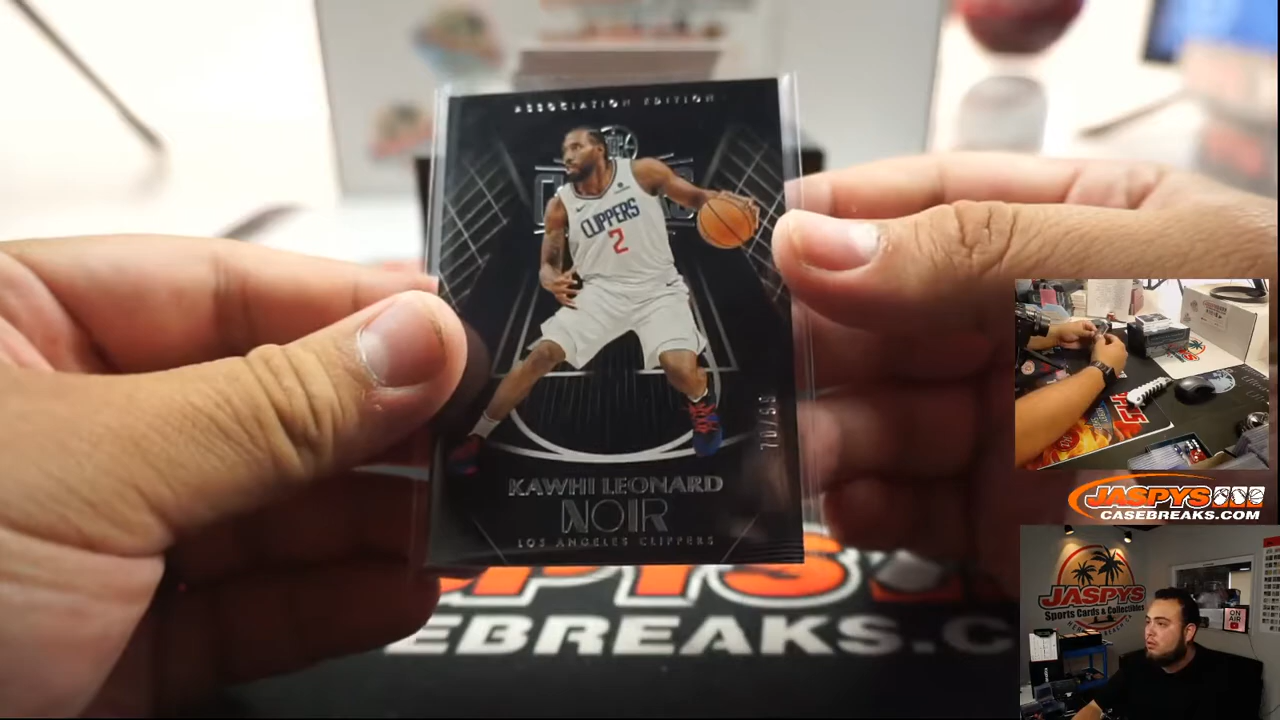 ASSOCIATION EDITION
CLIPPERS
2
70/99
KAWHI LEONARD
NOIR
LOS ANGELES CLIPPERS
EBREAKS.C
JASPYS
CASEBREAKS.COM
JASPYS
Sports Cards & Collectibles
ON
AIR